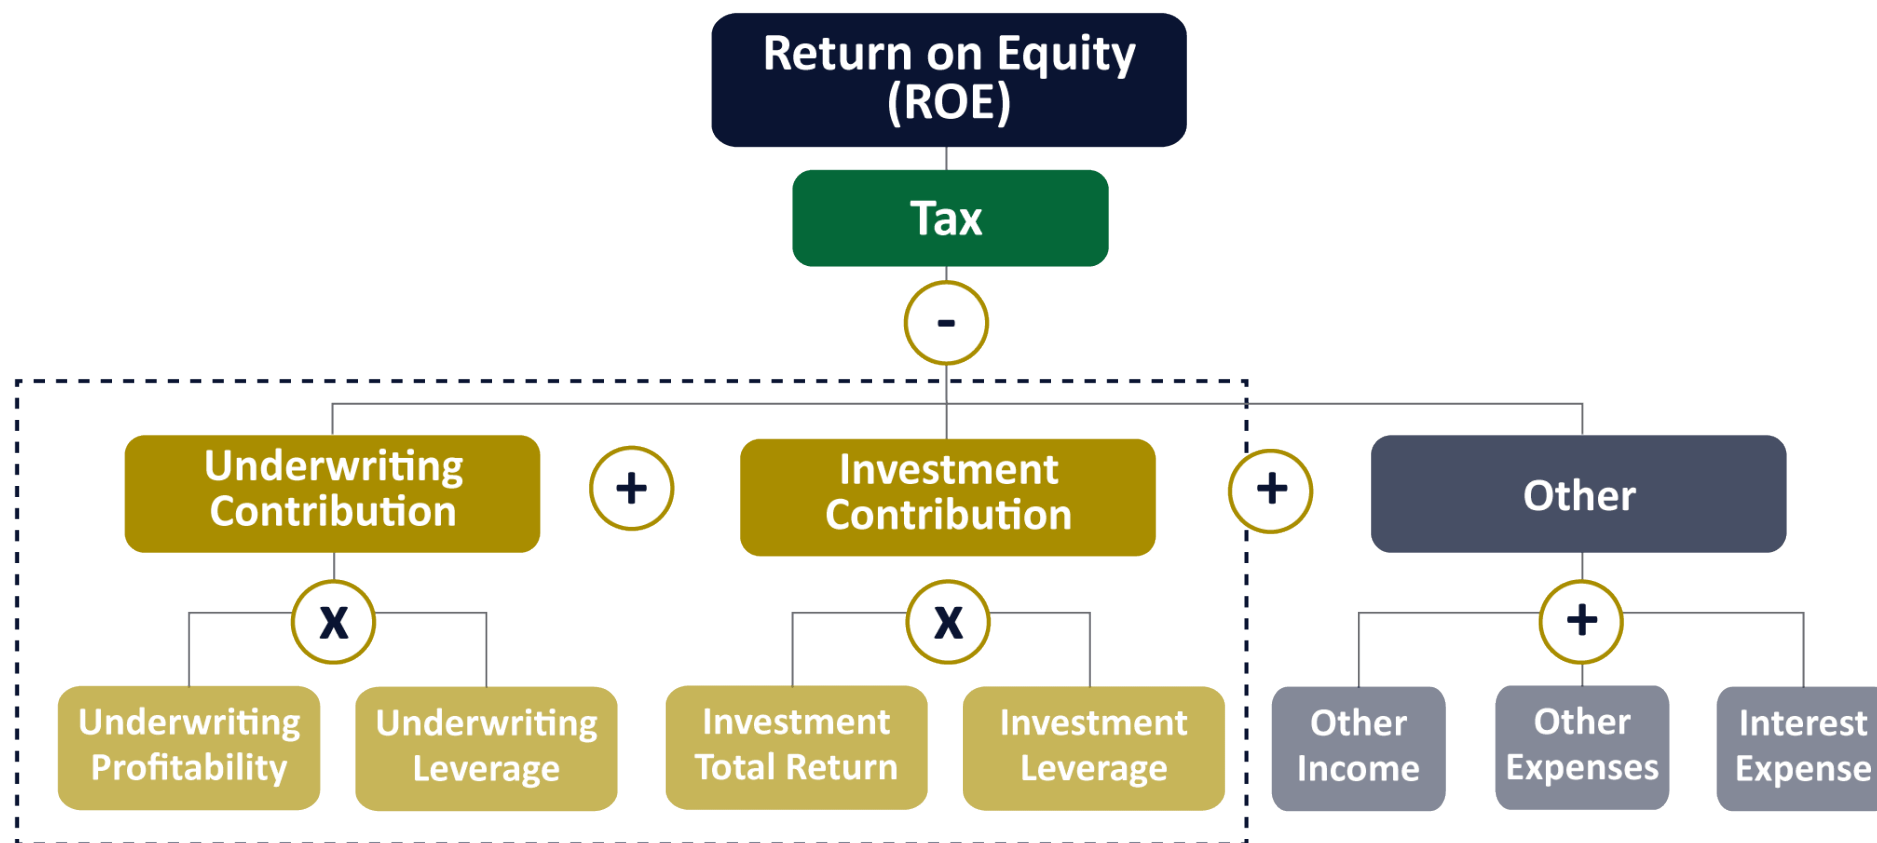 Return on Equity
(ROE)
Tax
-
Underwriting
Contribution
+
Investment
Contribution
+
Other
x
x
+
Underwriting
Profitability
Underwriting
Leverage
Investment
Total Return
Investment
Leverage
Other
Income
Other
Expenses
Interest
Expense